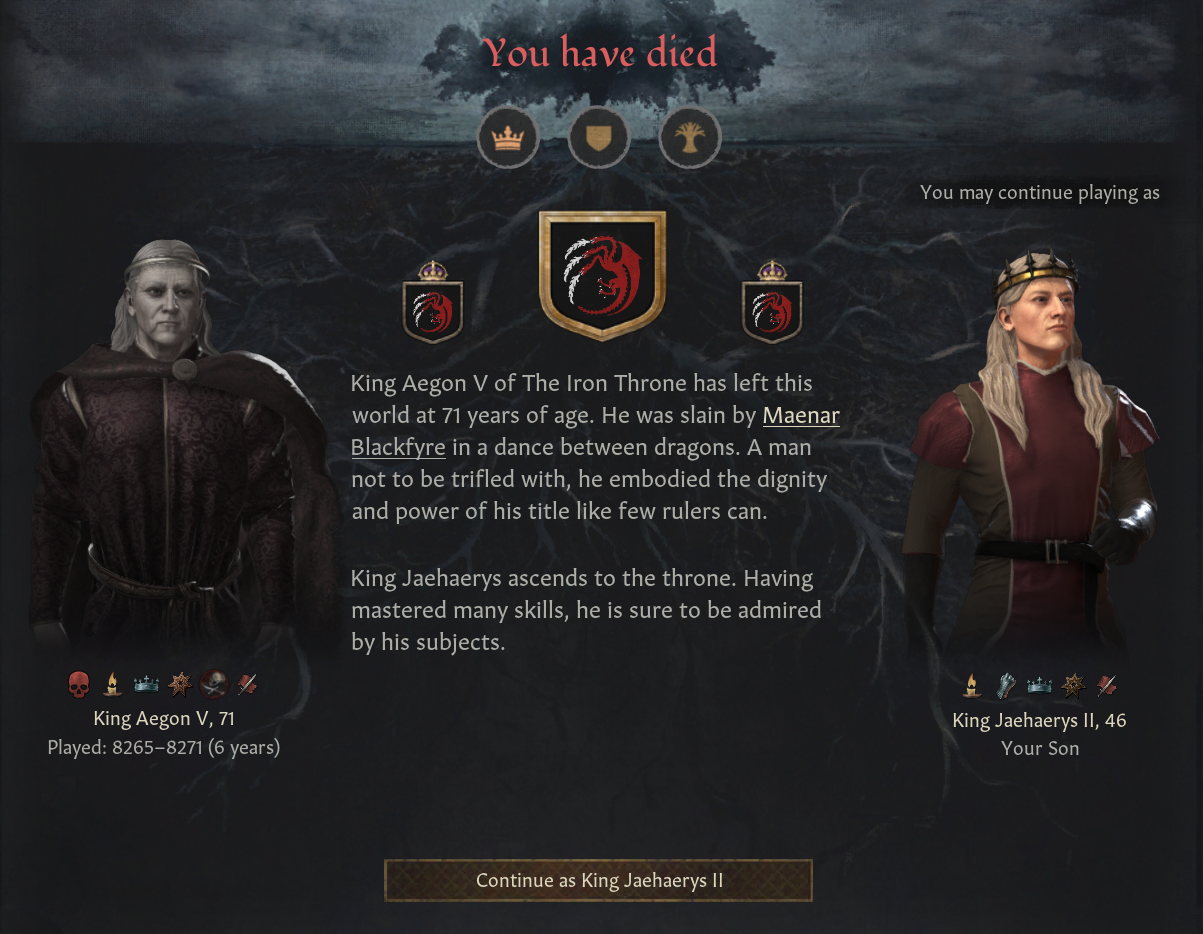 You have died
You may continue playing as
King Aegon V of The Iron Throne has left this
world at 71 years of age. He was slain by Maenar
Blackfyre in a dance between dragons. A man
not to be trifled with, he embodied the dignity
and power of his title like few rulers can.
King Jaehaerys ascends to the throne. Having
mastered many skills, he is sure to be admired
by his subjects.
King Aegon V, 71
Played: 8265–8271 (6 years)
King Jaehaerys II, 46
Your Son
Continue as King Jaehaerys II